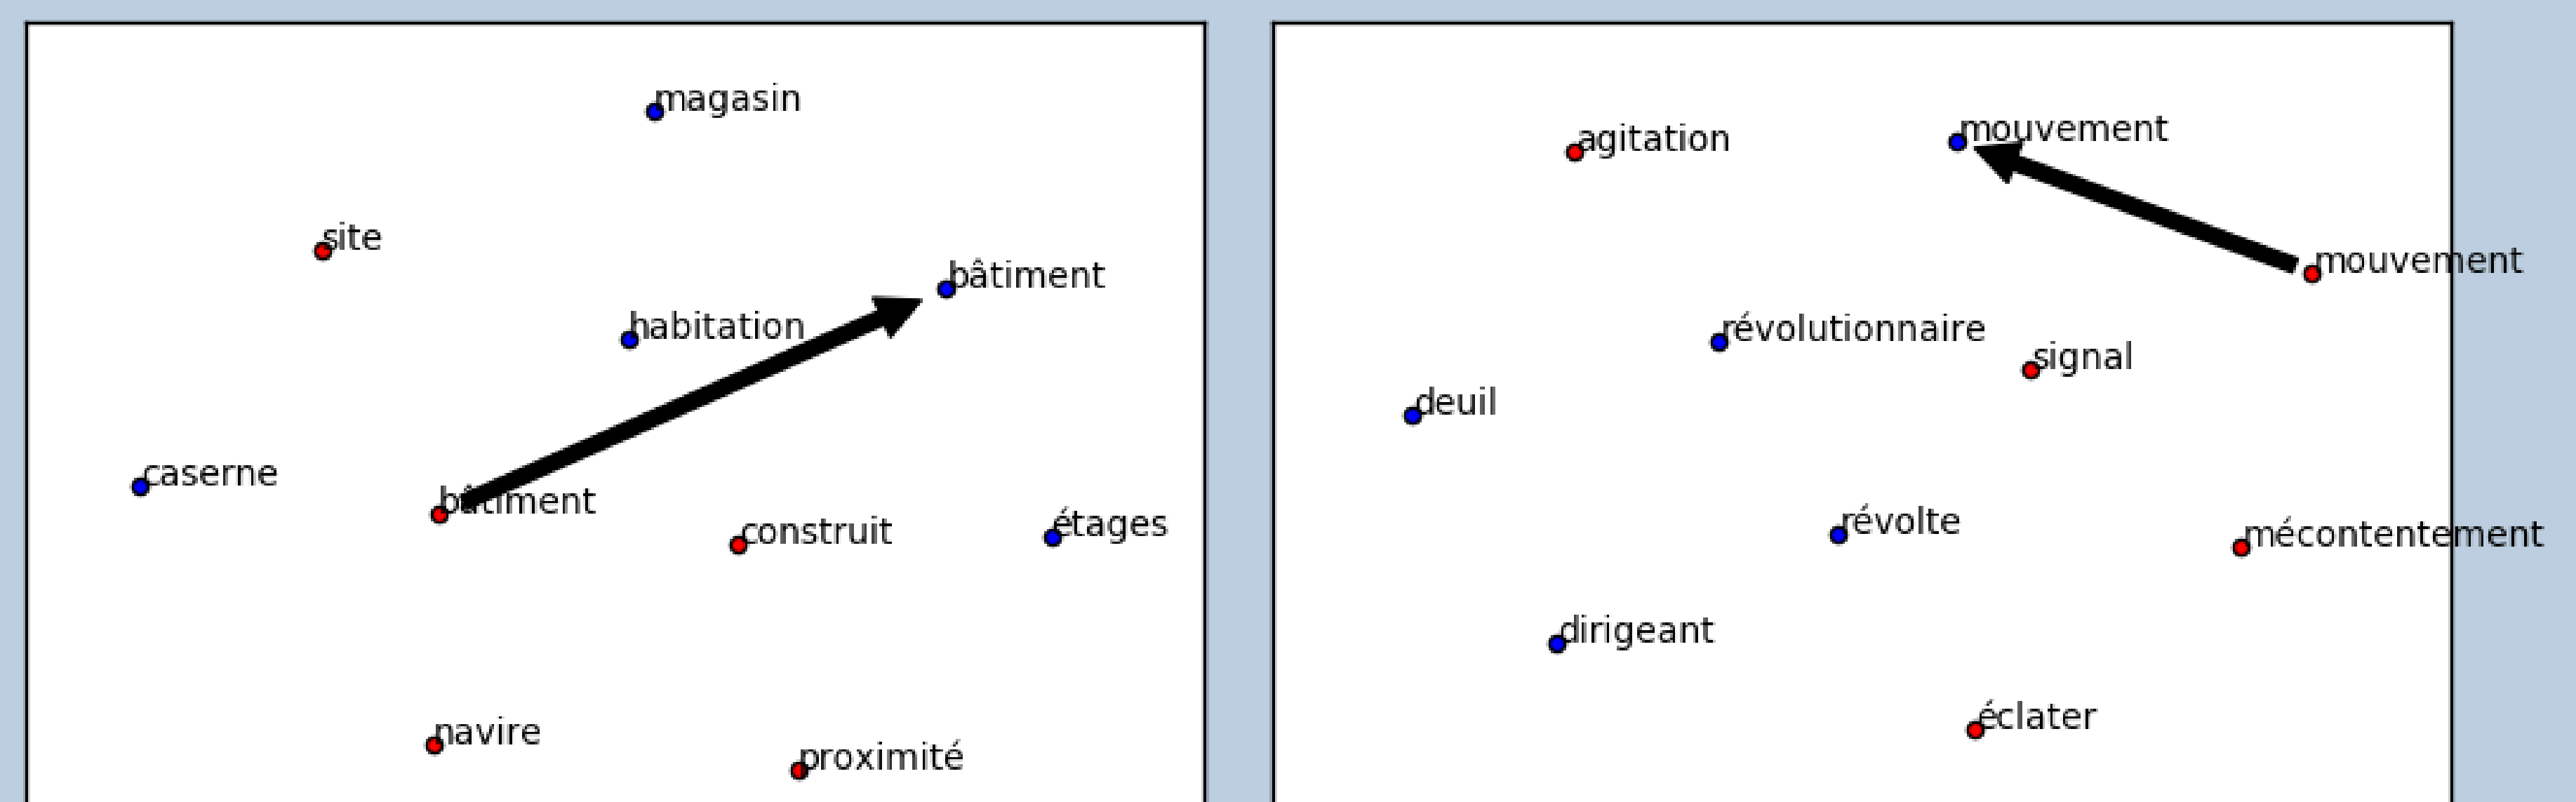 magasin
site
bâtiment
habitation
caserne
bâtiment
construit
étages
navire
proximité
agitation
mouvement
mouvement
révolutionnaire
signal
deuil
révolte
mécontentement
dirigeant
éclater